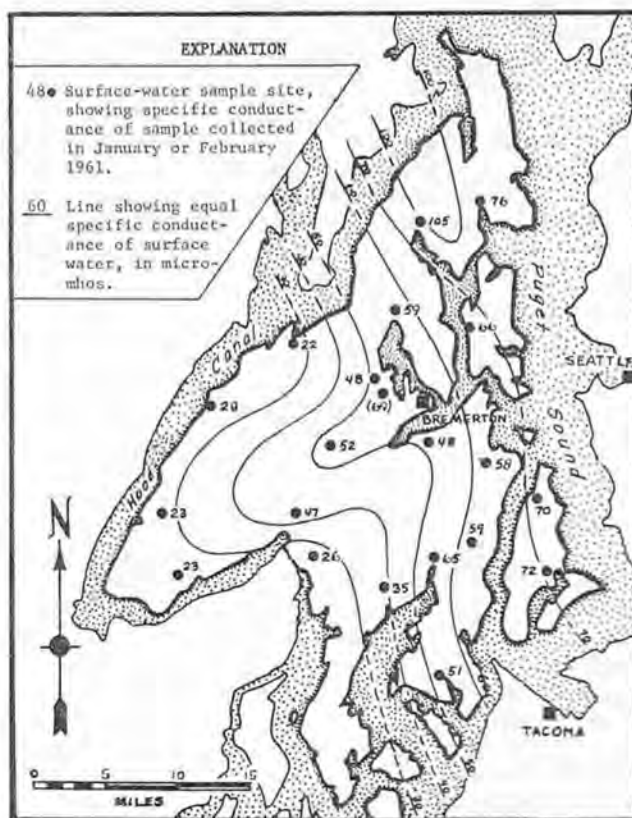 EXPLANATION
48 Surface-water sample site,
showing specific conduct-
ance of sample collected
in January or February
1961.
60 Line showing equal
specific conduct-
ance of surface
water, in micro-
mhos.
76
105
Puget
59
66
Canal
22
SEATTLE
48
BREMERTON
Sound
52
48
58
Hood
70
23
47
59
N
26
65
72
23
35
70
51
TACOMA
0 5 10 15
MILES